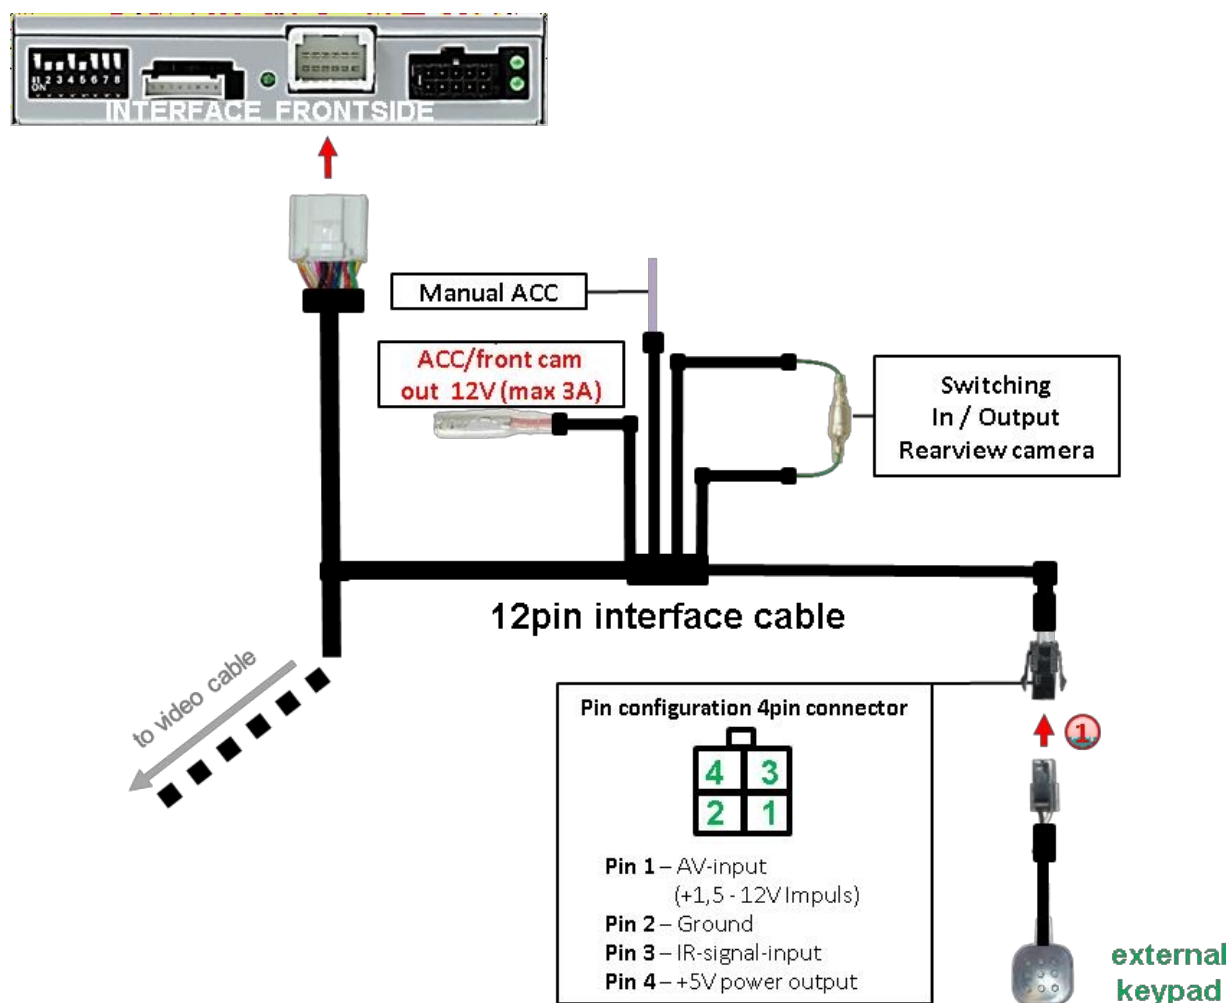 1 2 3 4 5 6 7 8
ON
INTERFACE FRONTSIDE
Manual ACC
ACC/front cam
out 12V (max 3A)
Switching
In / Output
Rearview camera
12pin interface cable
to video cable
Pin configuration 4pin connector
4 3
2 1
Pin 1 – AV-input
(+1,5 - 12V Impuls)
Pin 2 – Ground
Pin 3 – IR-signal-input
Pin 4 – +5V power output
1
external
keypad